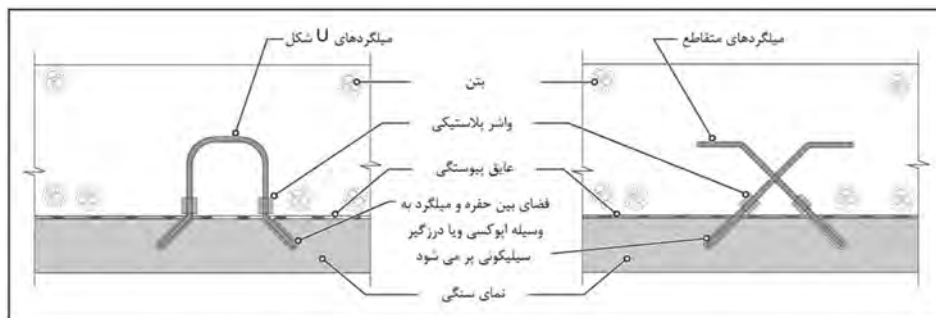 میلگردهای U شکل
میلگردهای متقاطع
بتن
واشر پلاستیکی
عایق پیوستگی
فضای بین حفره و میلگرد به
وسیله اپوکسی ویا درزگیر
سیلیکونی پر می شود
نمای سنگی